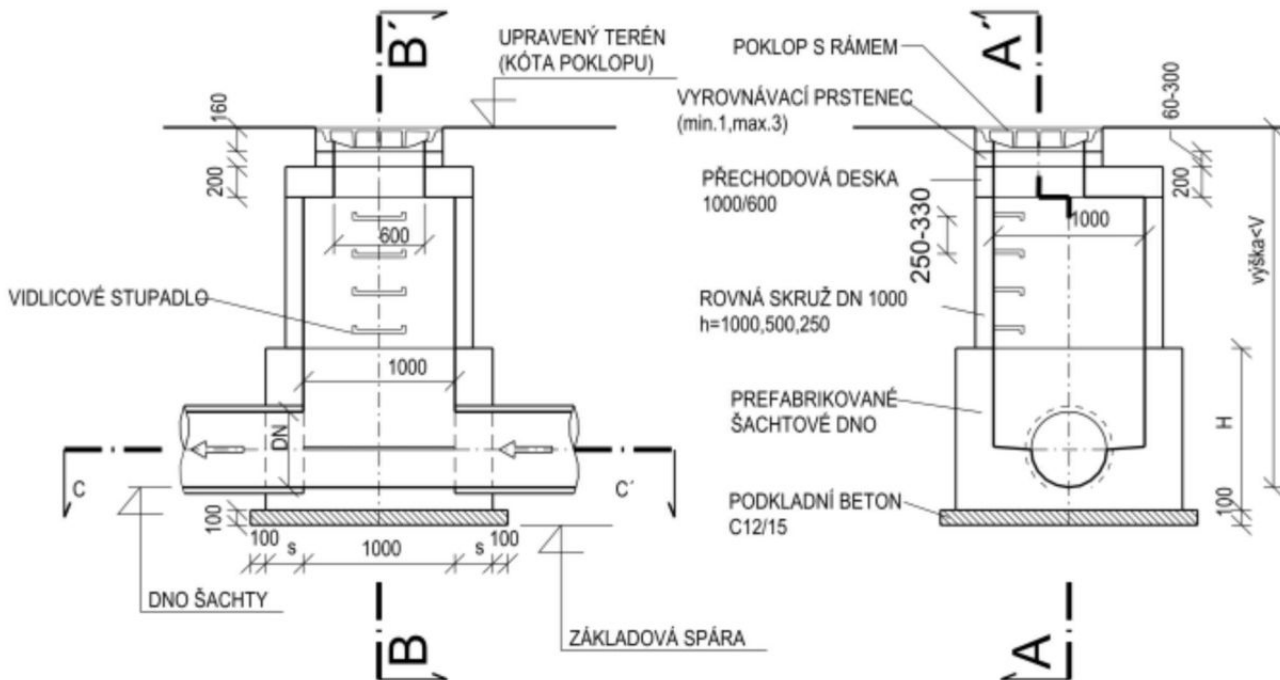 B´
UPRAVENÝ TERÉN
(KÓTA POKLOPU)
160
200
600
VIDLICOVÉ STUPADLO
1000
DN
C
C´
100
100
s
1000
s
100
DNO ŠACHTY
ZÁKLADOVÁ SPÁRA
B
A´
POKLOP S RÁMEM
VYROVNÁVACÍ PRSTENEC
(min.1,max.3)
60-300
PŘECHODOVÁ DESKA
1000/600
200
250-330
1000
výška<V
ROVNÁ SKRUŽ DN 1000
h=1000,500,250
PREFABRIKOVANÉ
ŠACHTOVÉ DNO
H
PODKLADNÍ BETON
C12/15
100
A